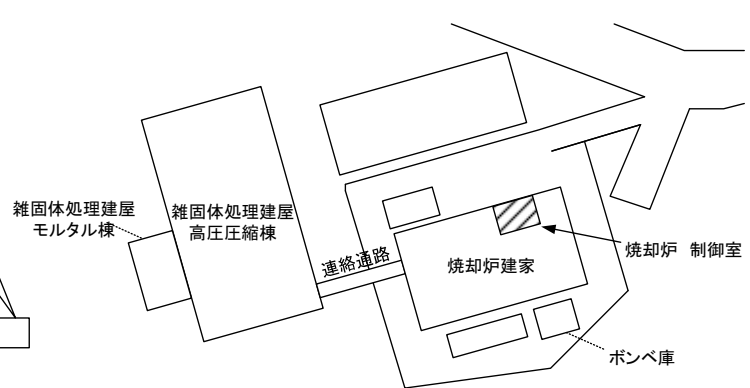 雑固体処理建屋
モルタル棟
雑固体処理建屋
高圧圧縮棟
連絡通路
焼却炉建家
焼却炉　制御室
ボンベ庫